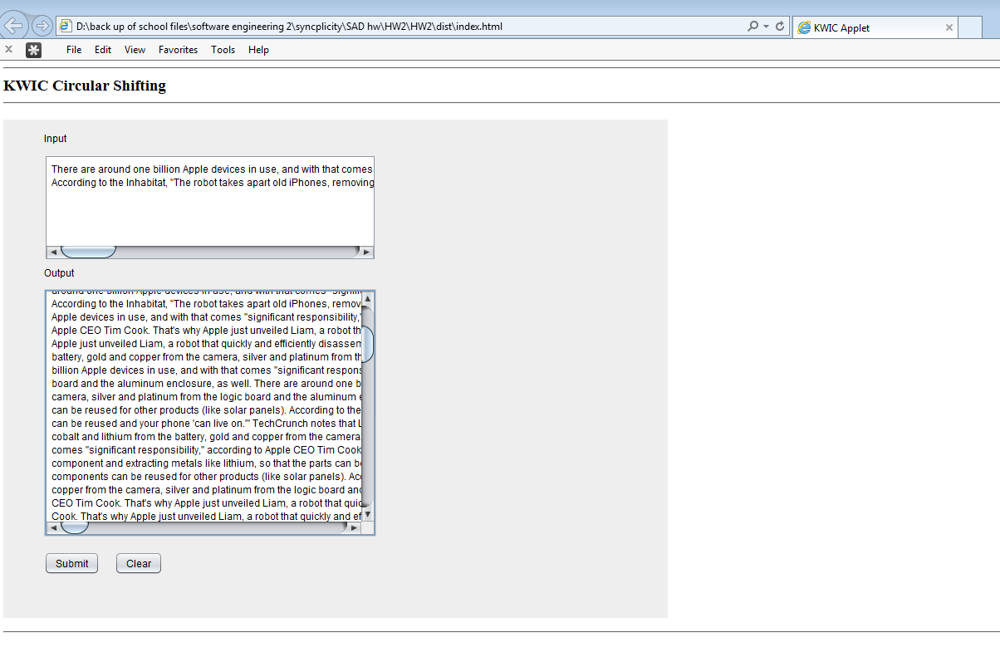 D:\back up of school files\software engineering 2\syncplicity\SAD hw\HW2\HW2\dist\index.html
KWIC Applet
File Edit View Favorites Tools Help
KWIC Circular Shifting
Input
There are around one billion Apple devices in use, and with that comes
According to the Inhabitat, "The robot takes apart old iPhones, removing
Output
around one billion Apple devices in use, and with that comes "signifi
According to the Inhabitat, "The robot takes apart old iPhones, remov
Apple devices in use, and with that comes "significant responsibility,"
Apple CEO Tim Cook. That's why Apple just unveiled Liam, a robot th
Apple just unveiled Liam, a robot that quickly and efficiently disassem
battery, gold and copper from the camera, silver and platinum from th
billion Apple devices in use, and with that comes "significant respons
board and the aluminum enclosure, as well. There are around one b
camera, silver and platinum from the logic board and the aluminum e
can be reused for other products (like solar panels). According to the
can be reused and your phone 'can live on.'" TechCrunch notes that L
cobalt and lithium from the battery, gold and copper from the camera
comes "significant responsibility," according to Apple CEO Tim Cook
component and extracting metals like lithium, so that the parts can b
components can be reused for other products (like solar panels). Acc
copper from the camera, silver and platinum from the logic board and
CEO Tim Cook. That's why Apple just unveiled Liam, a robot that quic
Cook. That's why Apple just unveiled Liam, a robot that quickly and ef
Submit Clear